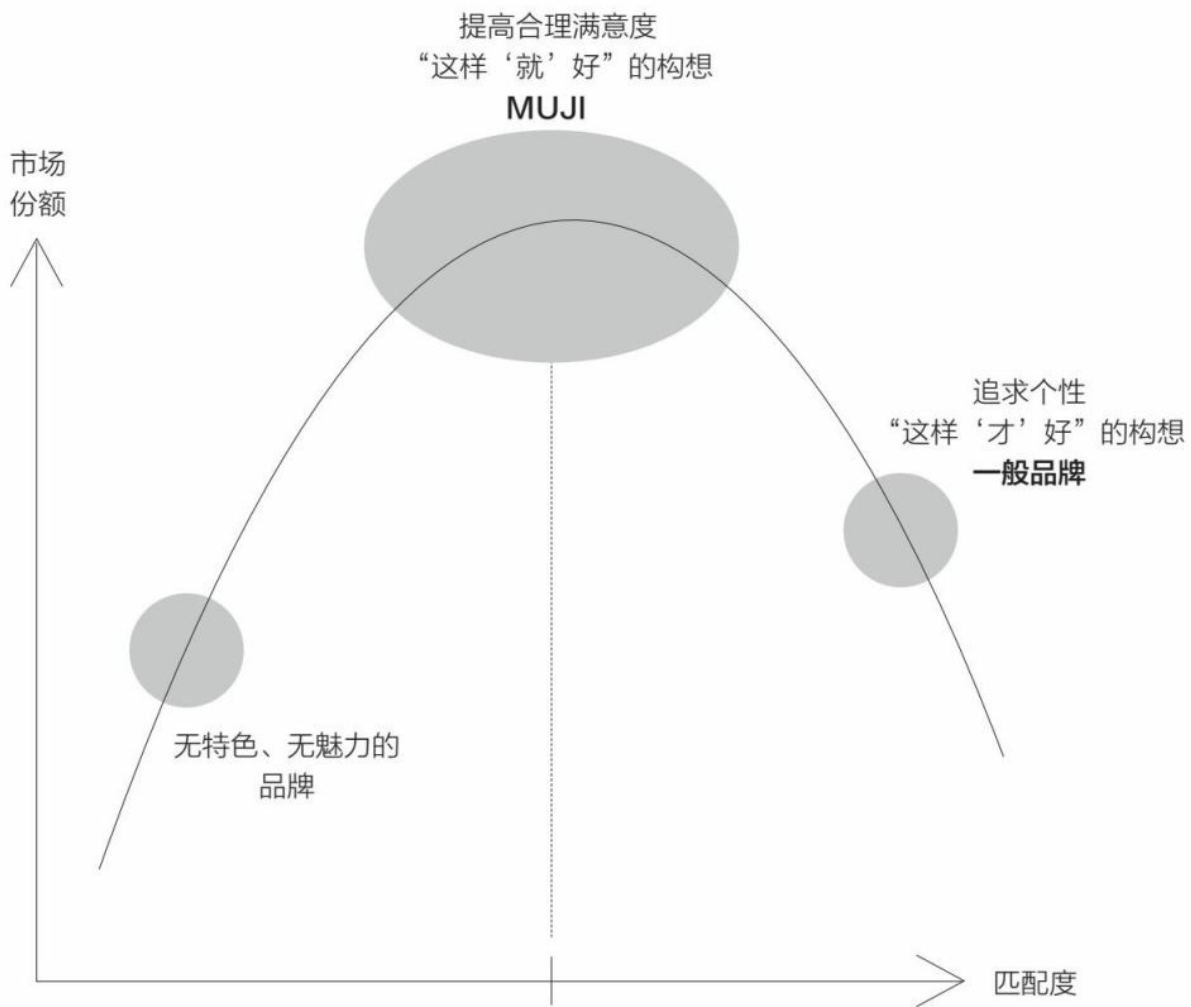 提高合理满意度
“这样‘就’好”的构想
MUJI
市场
份额
追求个性
“这样‘才’好”的构想
一般品牌
无特色、无魅力的
品牌
匹配度